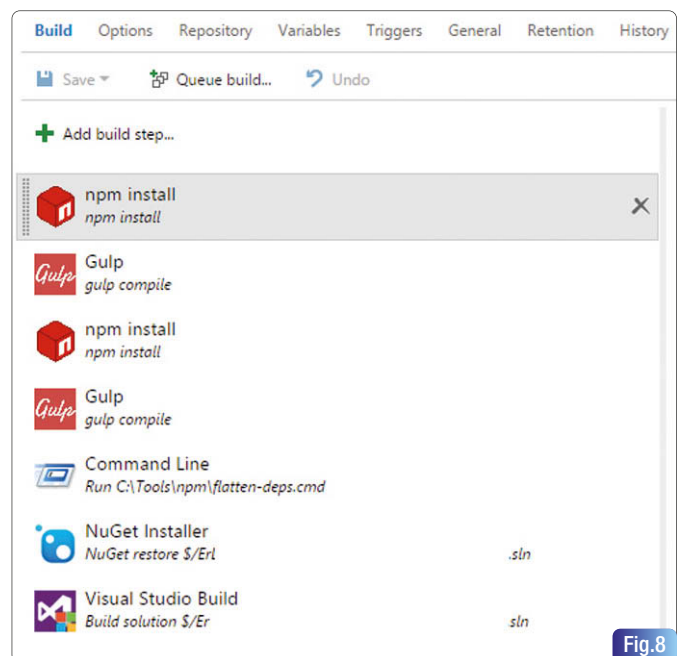 Build Options Repository Variables Triggers General Retention History
Save Queue build... Undo
Add build step...
npm install
npm install
Gulp
Gulp
gulp compile
npm install
npm install
Gulp
Gulp
gulp compile
Command Line
Run C:\Tools\npm\flatten-deps.cmd
NuGet Installer
NuGet restore $/Erl .sln
Visual Studio Build
Build solution $/Er sln
Fig.8